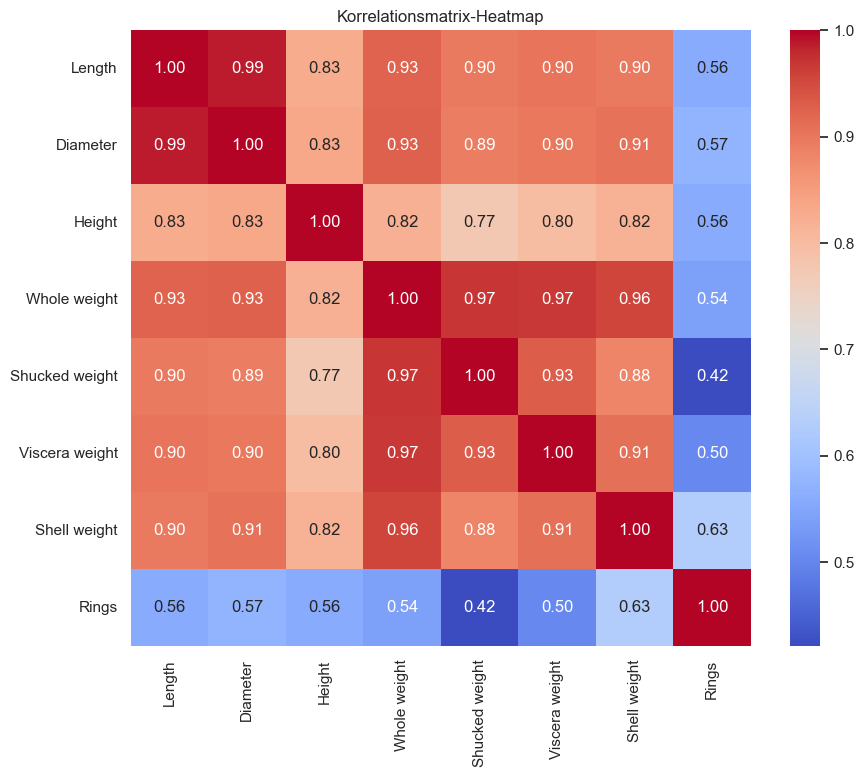 Korrelationsmatrix-Heatmap
Length 1.00 0.99 0.83 0.93 0.90 0.90 0.90 0.56
Diameter 0.99 1.00 0.83 0.93 0.89 0.90 0.91 0.57
Height 0.83 0.83 1.00 0.82 0.77 0.80 0.82 0.56
Whole weight 0.93 0.93 0.82 1.00 0.97 0.97 0.96 0.54
Shucked weight 0.90 0.89 0.77 0.97 1.00 0.93 0.88 0.42
Viscera weight 0.90 0.90 0.80 0.97 0.93 1.00 0.91 0.50
Shell weight 0.90 0.91 0.82 0.96 0.88 0.91 1.00 0.63
Rings 0.56 0.57 0.56 0.54 0.42 0.50 0.63 1.00
Length
Diameter
Height
Whole weight
Shucked weight
Viscera weight
Shell weight
Rings
1.0
0.9
0.8
0.7
0.6
0.5